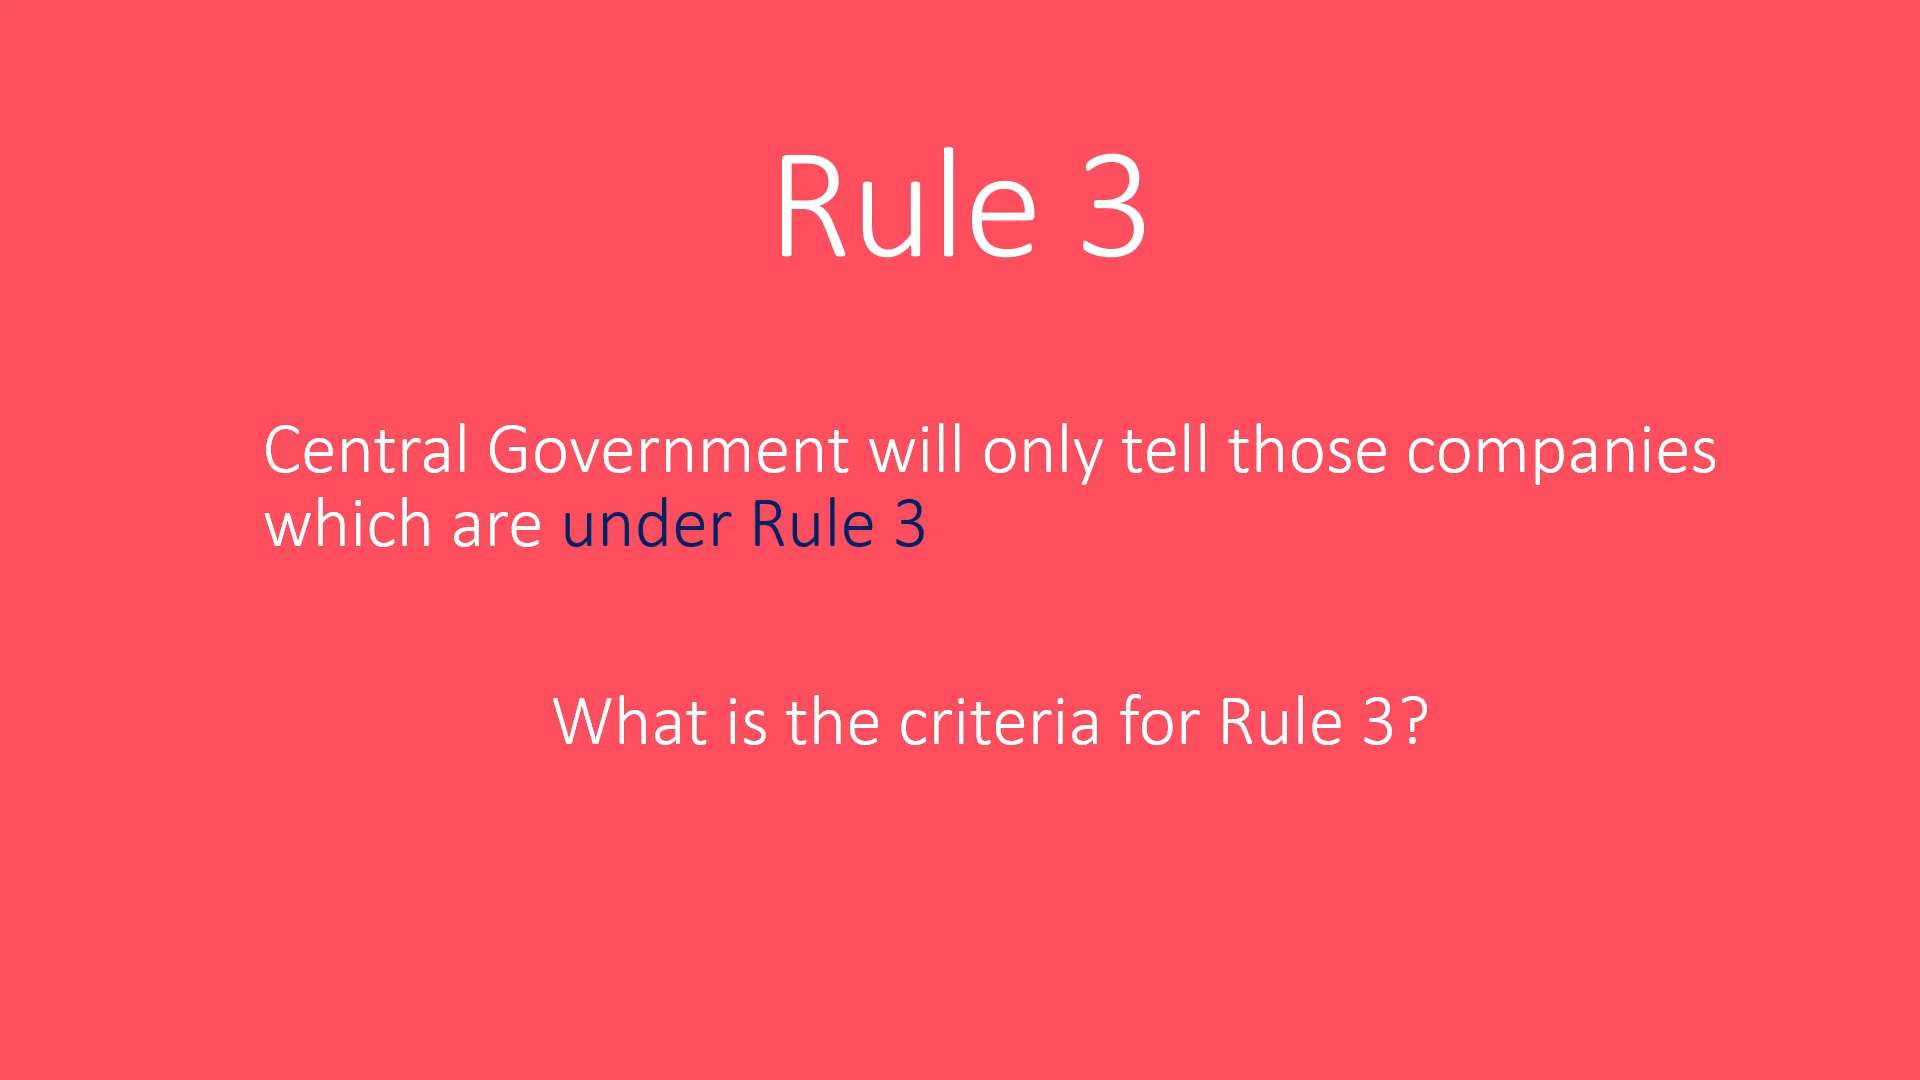 Rule 3
Central Government will only tell those companies
which are under Rule 3
What is the criteria for Rule 3?